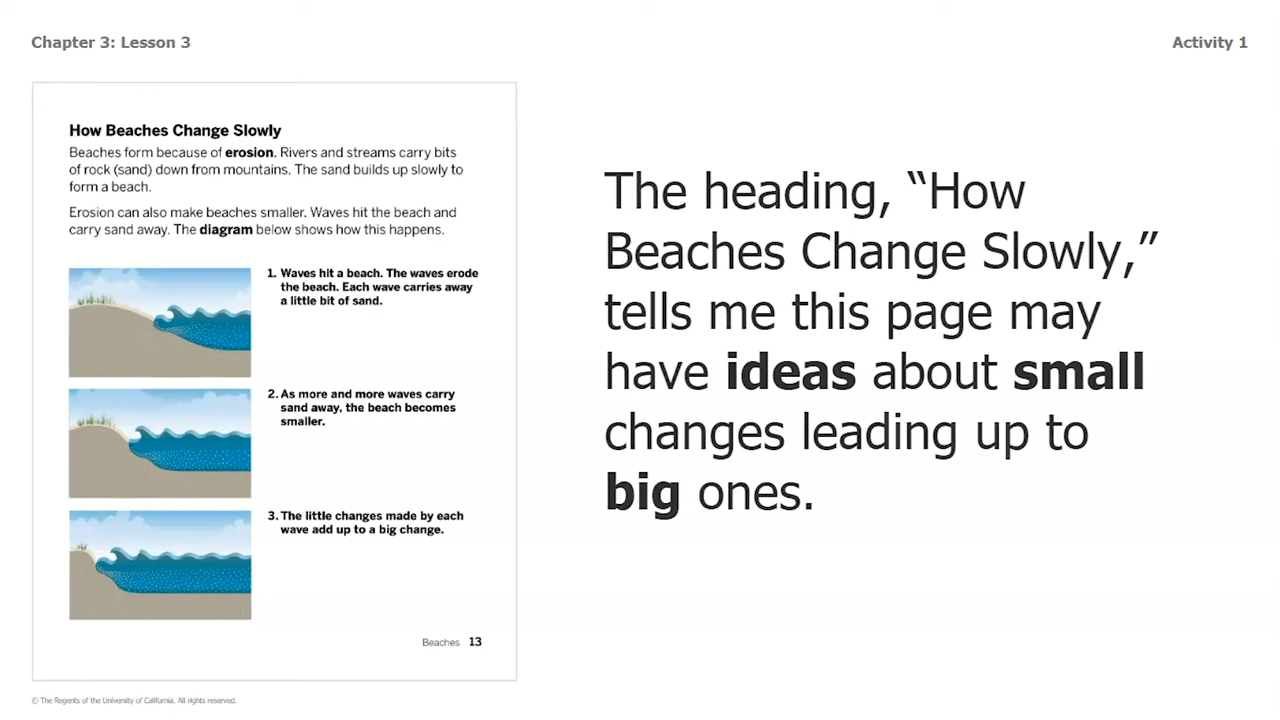 Chapter 3: Lesson 3
Activity 1
How Beaches Change Slowly
Beaches form because of erosion. Rivers and streams carry bits
of rock (sand) down from mountains. The sand builds up slowly to
form a beach.
Erosion can also make beaches smaller. Waves hit the beach and
carry sand away. The diagram below shows how this happens.
1. Waves hit a beach. The waves erode
the beach. Each wave carries away
a little bit of sand.
2. As more and more waves carry
sand away, the beach becomes
smaller.
3. The little changes made by each
wave add up to a big change.
Beaches 13
The heading, “How
Beaches Change Slowly,”
tells me this page may
have ideas about small
changes leading up to
big ones.
© The Regents of the University of California. All rights reserved.